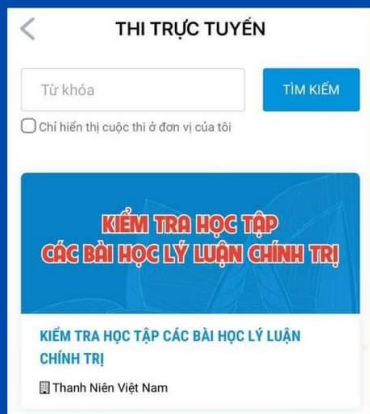 THI TRỰC TUYẾN
Từ khóa
TÌM KIẾM
Chỉ hiển thị cuộc thi ở đơn vị của tôi
KIỂM TRA HỌC TẬP
CÁC BÀI HỌC LÝ LUẬN CHÍNH TRỊ
KIỂM TRA HỌC TẬP CÁC BÀI HỌC LÝ LUẬN
CHÍNH TRỊ
Thanh Niên Việt Nam